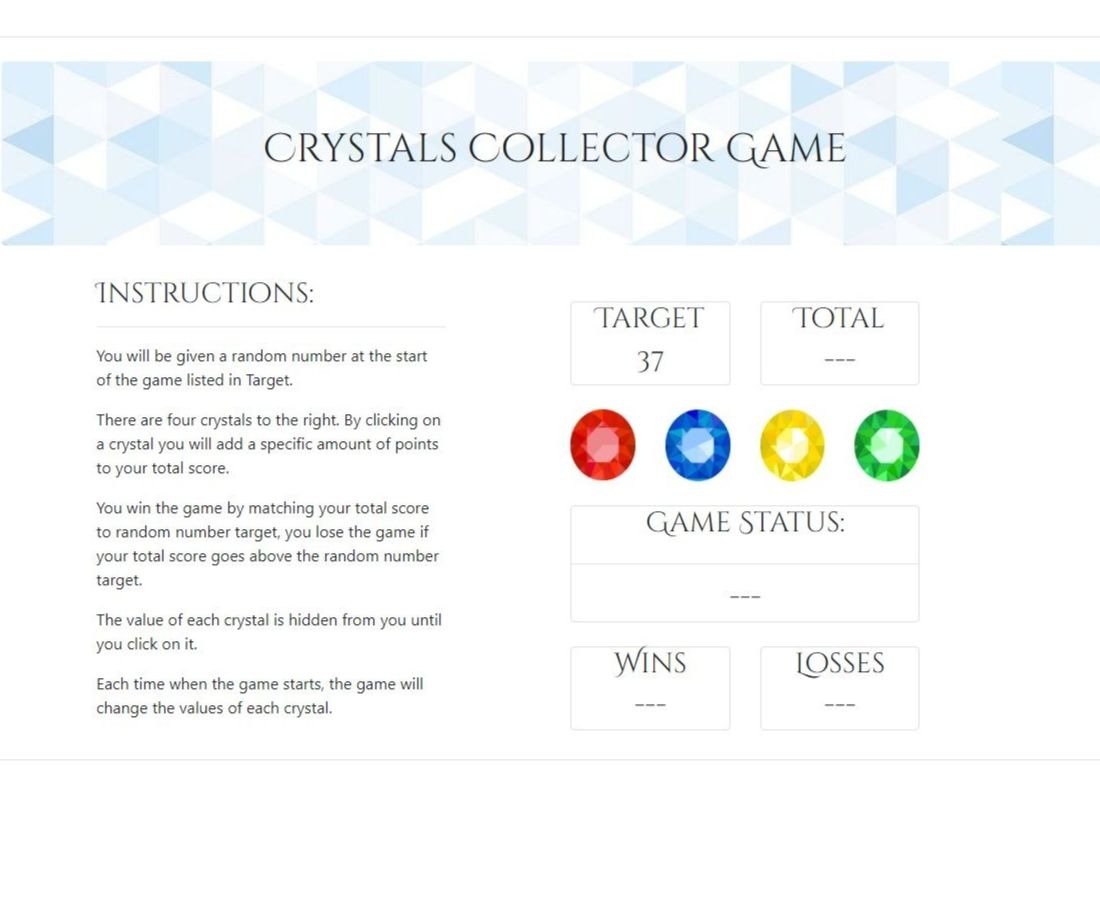 Crystals Collector Game
Instructions:
You will be given a random number at the start
of the game listed in Target.
There are four crystals to the right. By clicking on
a crystal you will add a specific amount of points
to your total score.
You win the game by matching your total score
to random number target, you lose the game if
your total score goes above the random number
target.
The value of each crystal is hidden from you until
you click on it.
Each time when the game starts, the game will
change the values of each crystal.
Target
37
Total
---
Game Status:
---
Wins
---
Losses
---